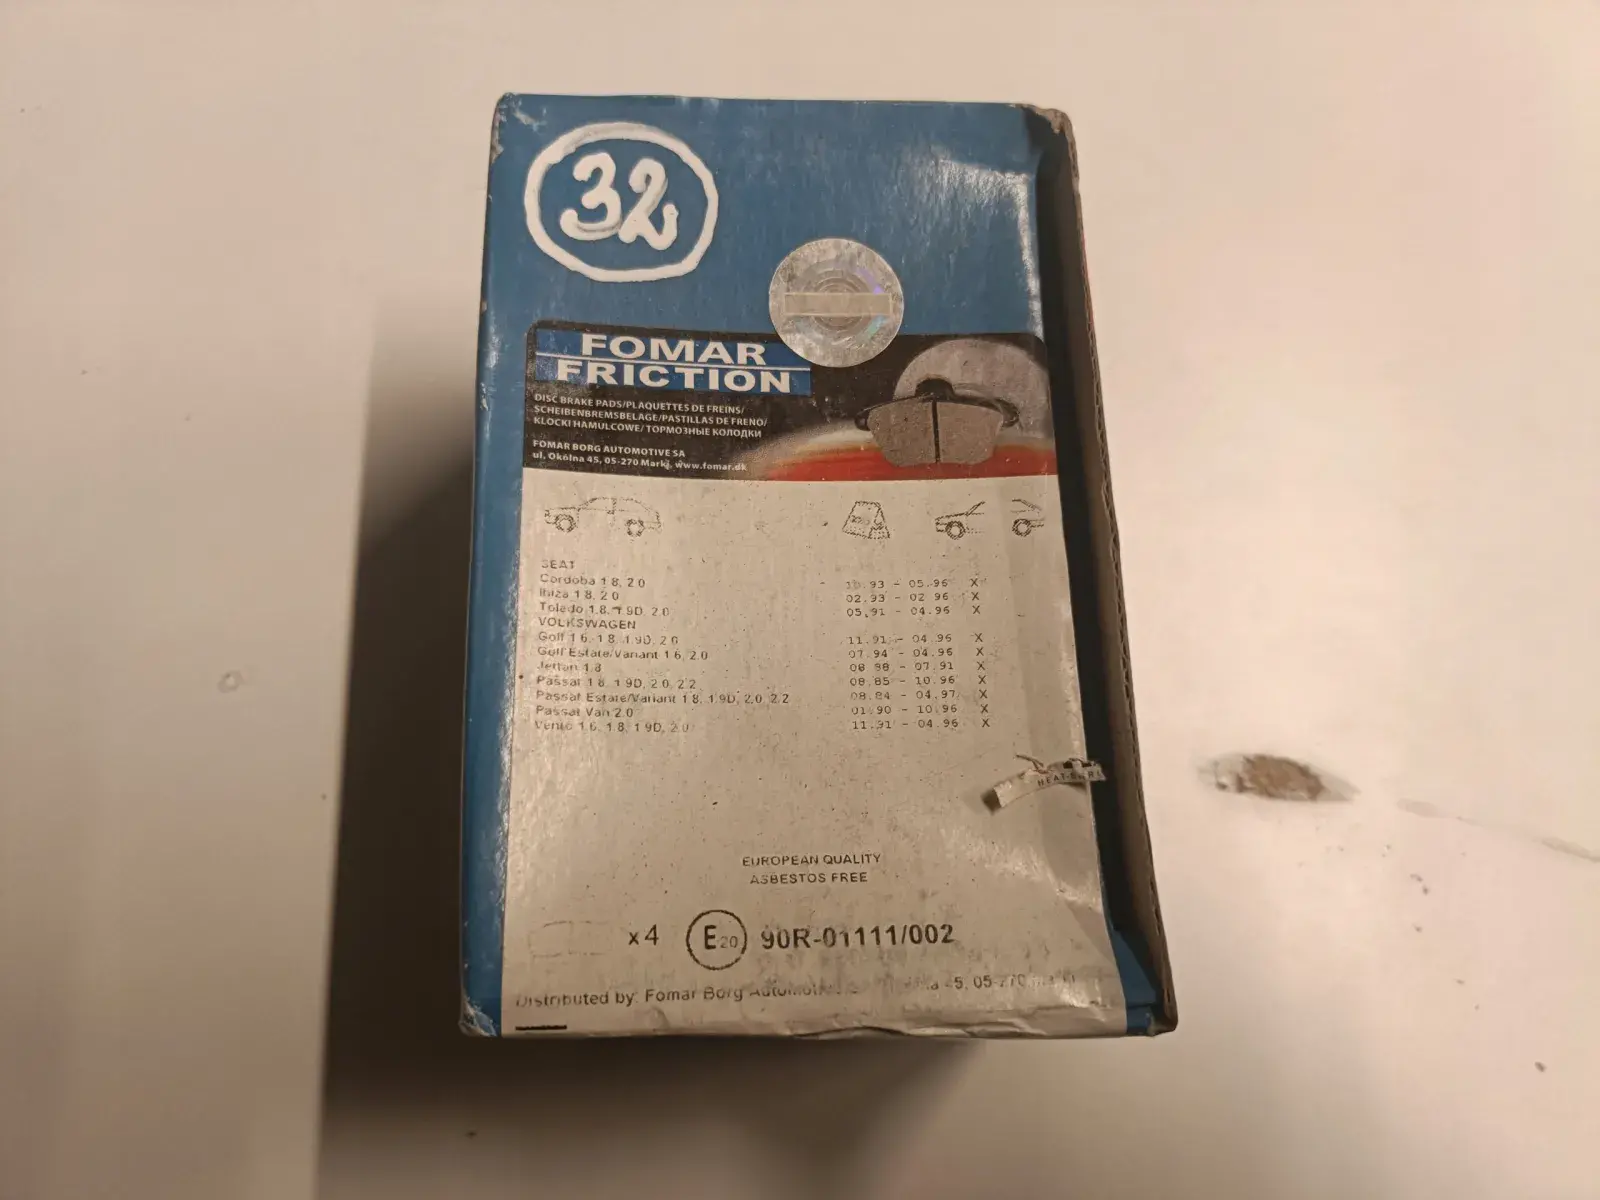 32
FOMAR
FRICTION
DISC BRAKE PADS/PLAQUETTES DE FREINS/
SCHEIBENBREMSBELAGE/PASTILLAS DE FRENO/
KLOCKI HAMULCOWE/ ТОРМОЗНЫЕ КОЛОДКИ
FOMAR BORG AUTOMOTIVE SA
ul. Okólna 45, 05-270 Marki, www.fomar.dk
SEAT
Cordoba 1.8, 2.0 10.93 - 05.96 X
Ibiza 1.8, 2.0 02.93 - 02.96 X
Toledo 1.8, 1.9D, 2.0 05.91 - 04.96 X
VOLKSWAGEN
Golf 1.6, 1.8, 1.9D, 2.0 11.91 - 04.96 X
Golf Estate/Variant 1.6, 2.0 07.94 - 04.96 X
1.8 08.88 - 07.91 X
Passat 1.8, 1.9D, 2.0, 2.2 08.85 - 10.96 X
Passat Estate/Variant 1.8, 1.9D, 2.0, 2.2 08.84 - 04.97 X
Passat Van 2.0 01.90 - 10.96 X
Vento 1.6, 1.8, 1.9D, 2.0 11.91 - 04.96 X
EUROPEAN QUALITY
ASBESTOS FREE
x4 E20 90R-01111/002
Distributed by: Fomar Borg 45, 05-270